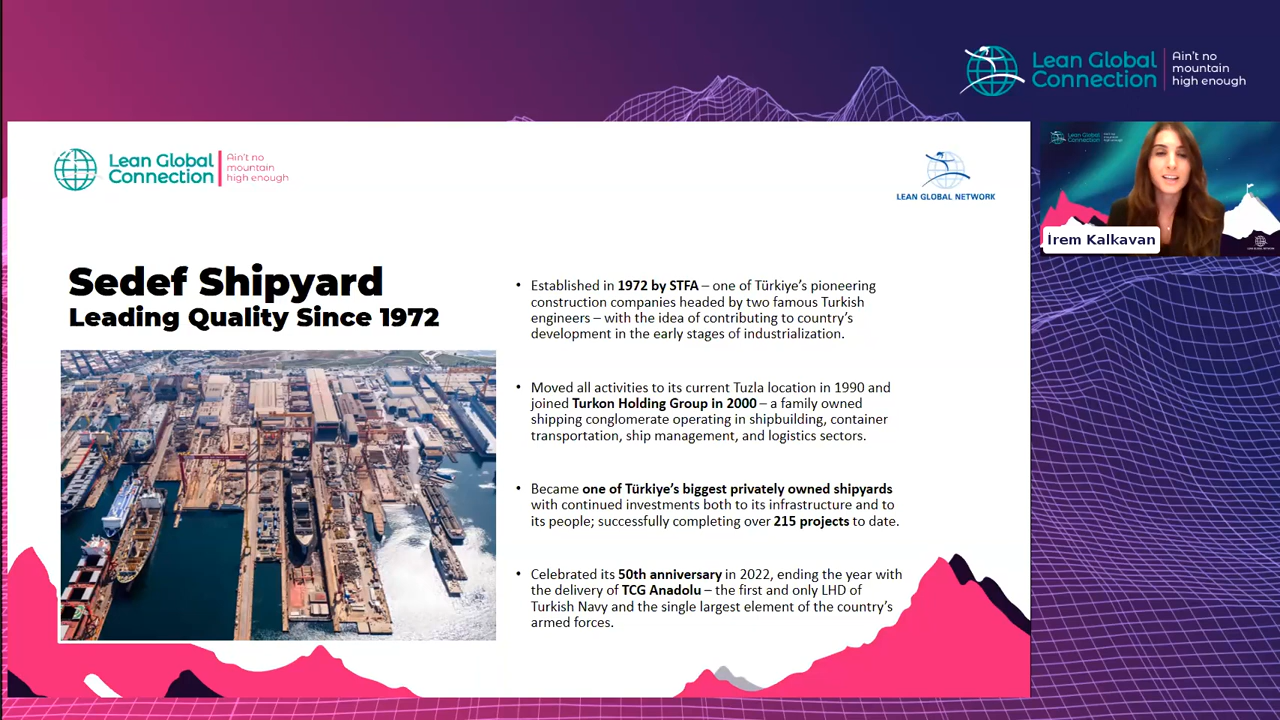 Lean Global
Connection
Ain't no
mountain
high enough
Lean Global
Connection
Ain't no
mountain
high enough
LEAN GLOBAL NETWORK
İrem Kalkavan
Sedef Shipyard
Leading Quality Since 1972
• Established in 1972 by STFA – one of Türkiye's pioneering
construction companies headed by two famous Turkish
engineers – with the idea of contributing to country's
development in the early stages of industrialization.
• Moved all activities to its current Tuzla location in 1990 and
joined Turkon Holding Group in 2000 – a family owned
shipping conglomerate operating in shipbuilding, container
transportation, ship management, and logistics sectors.
• Became one of Türkiye's biggest privately owned shipyards
with continued investments both to its infrastructure and to
its people; successfully completing over 215 projects to date.
• Celebrated its 50th anniversary in 2022, ending the year with
the delivery of TCG Anadolu – the first and only LHD of
Turkish Navy and the single largest element of the country's
armed forces.